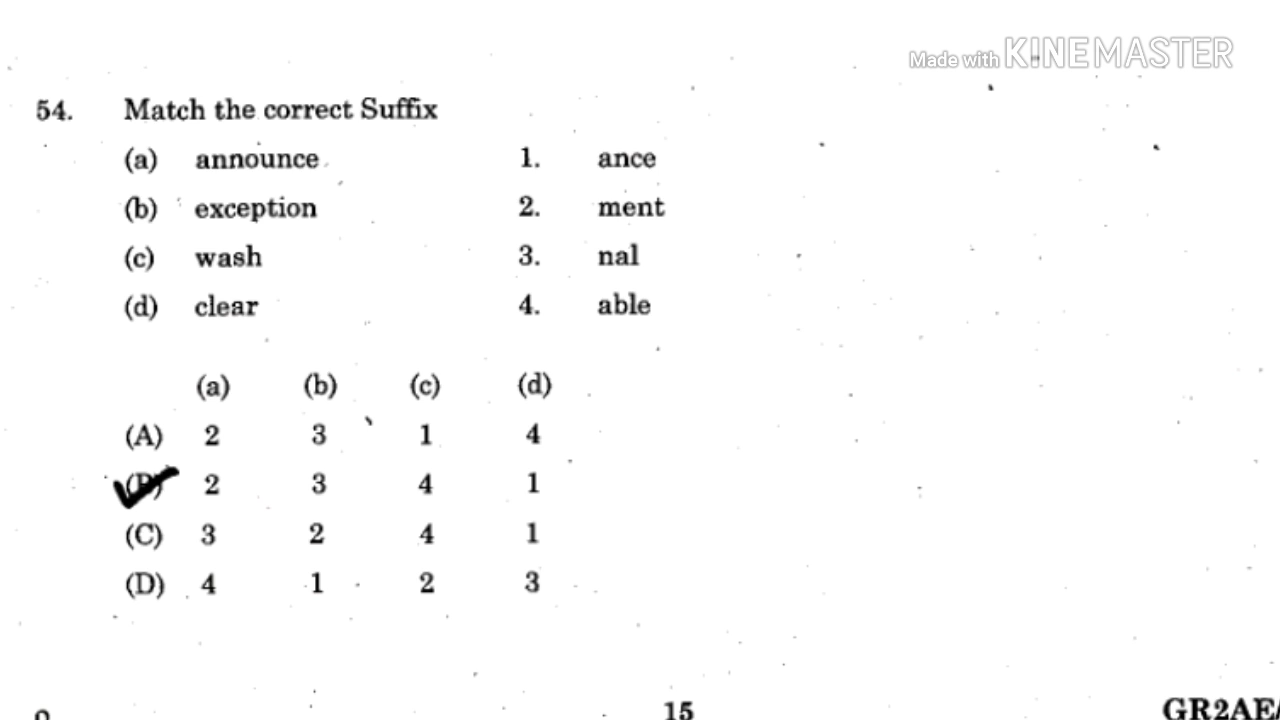 Made with KINEMASTER
54. Match the correct Suffix
(a) announce 1. ance
(b) exception 2. ment
(c) wash 3. nal
(d) clear 4. able
(a) (b) (c) (d)
(A) 2 3 1 4
(B) 2 3 4 1
(C) 3 2 4 1
(D) 4 1 2 3
15 GR2AEA